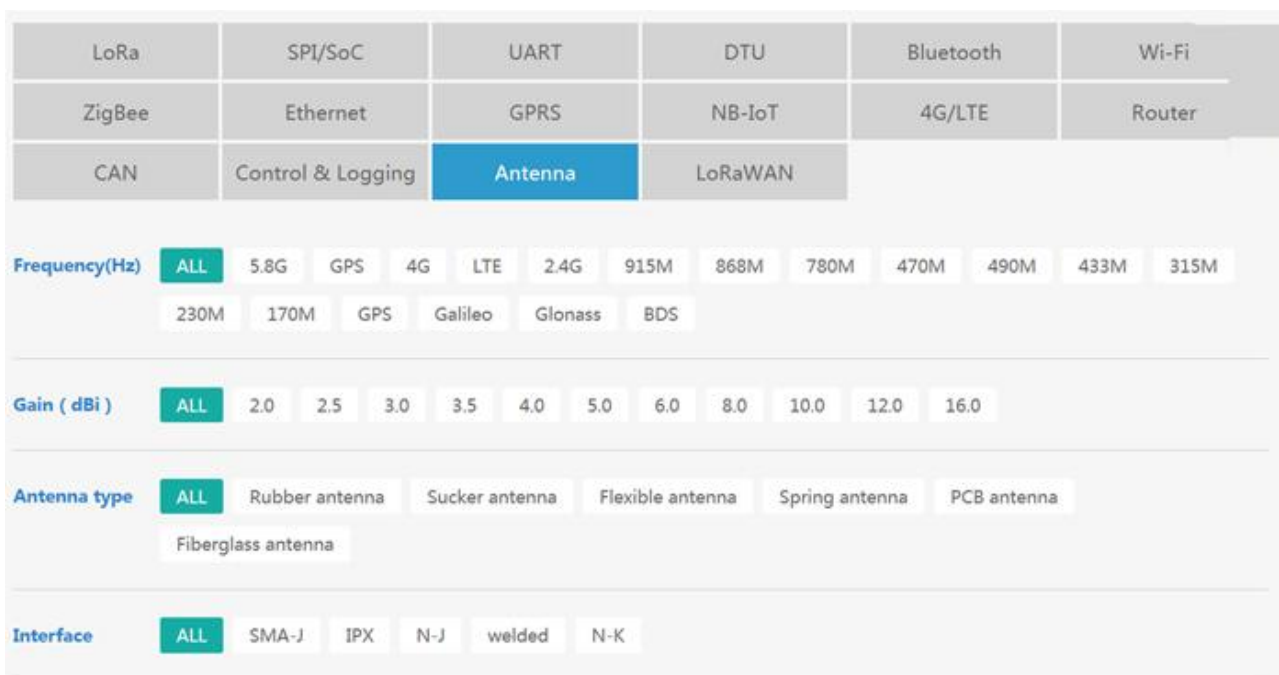 LoRa SPI/SoC UART DTU Bluetooth Wi-Fi
ZigBee Ethernet GPRS NB-IoT 4G/LTE Router
CAN Control & Logging Antenna LoRaWAN
Frequency(Hz) ALL 5.8G GPS 4G LTE 2.4G 915M 868M 780M 470M 490M 433M 315M
230M 170M GPS Galileo Glonass BDS
Gain ( dBi ) ALL 2.0 2.5 3.0 3.5 4.0 5.0 6.0 8.0 10.0 12.0 16.0
Antenna type ALL Rubber antenna Sucker antenna Flexible antenna Spring antenna PCB antenna
Fiberglass antenna
Interface ALL SMA-J IPX N-J welded N-K